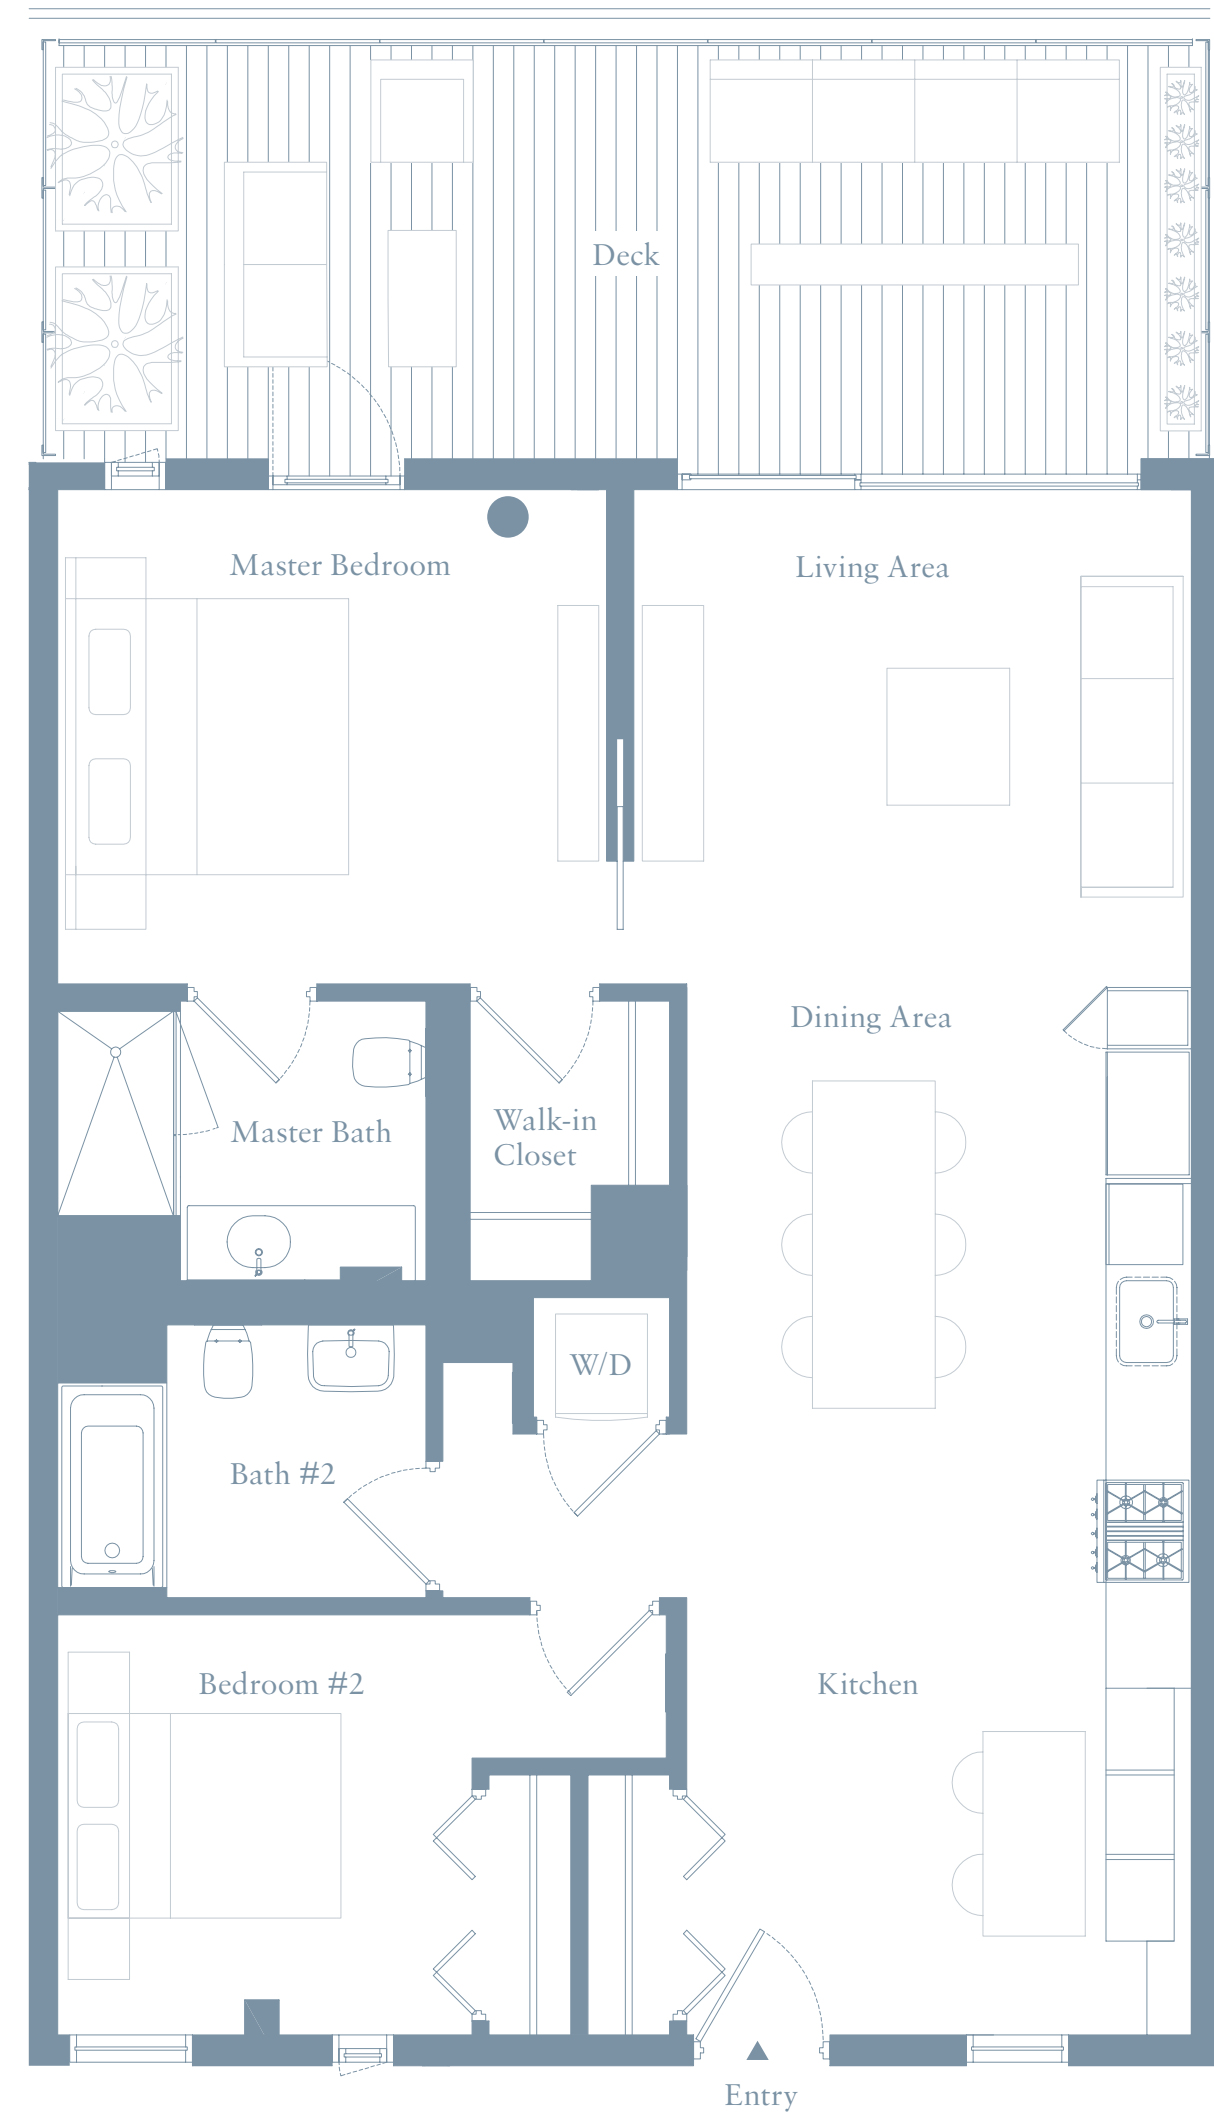 Deck
Master Bedroom
Living Area
Dining Area
Master Bath
Walk-in
Closet
W/D
Bath #2
Bedroom #2
Kitchen
Entry